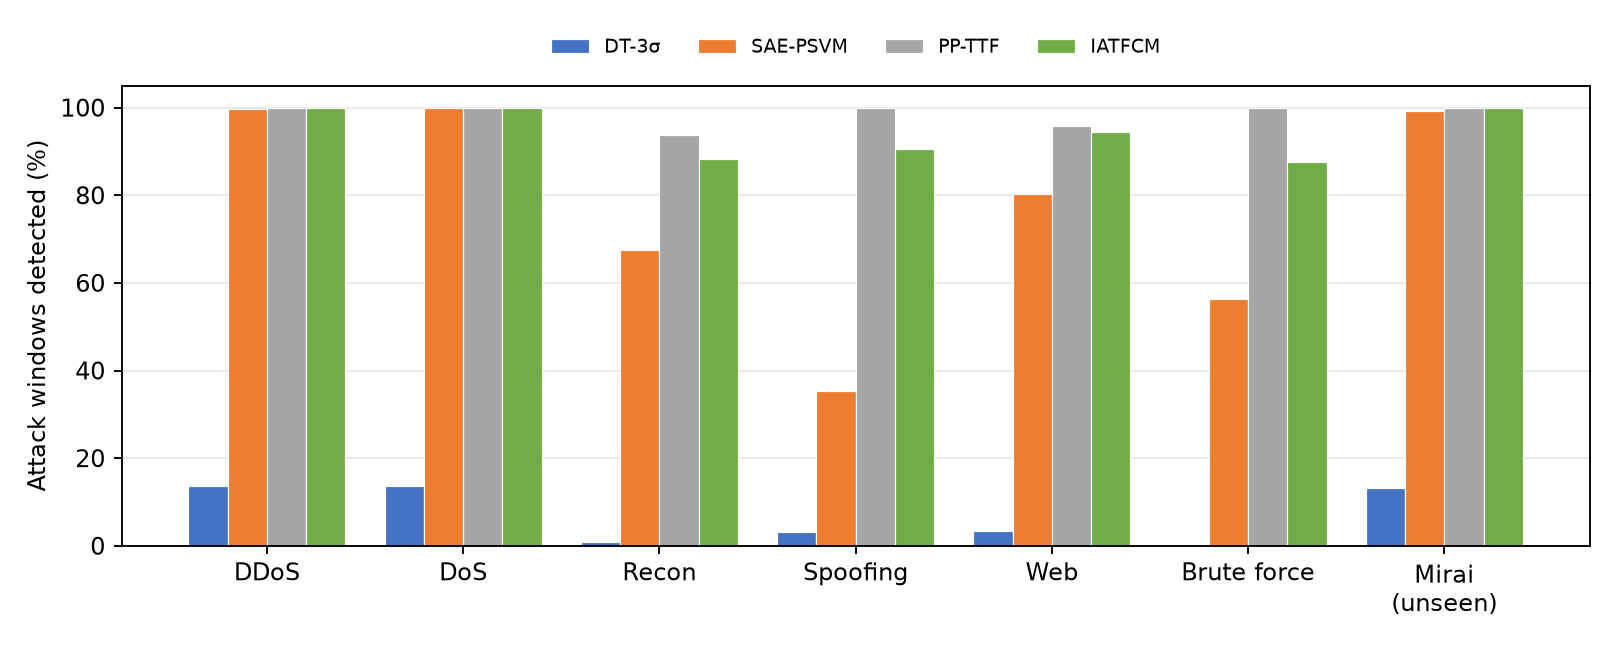 DT-3σ SAE-PSVM PP-TTF IATFCM
Attack windows detected (%)
100
80
60
40
20
0
DDoS DoS Recon Spoofing Web Brute force Mirai
(unseen)